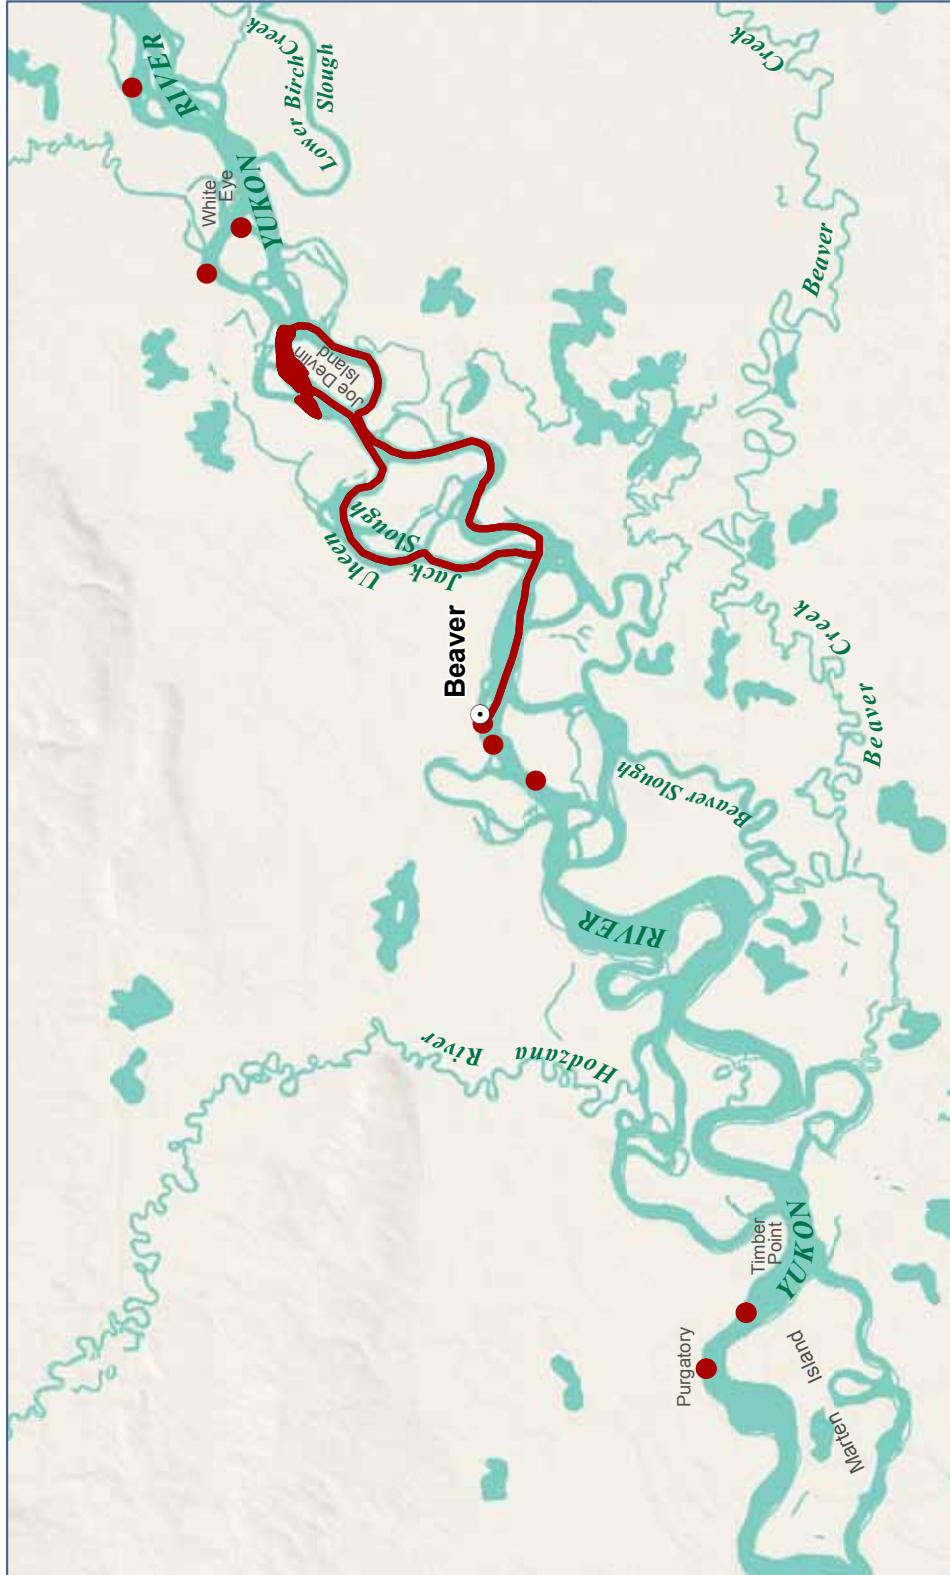 RIVER
YUKON
Lower Birch Creek
Slough
White
Eye
Joe Devlin
Island
Uheen
Jack
Slough
Beaver
Creek
Beaver
Creek
Beaver
Beaver Slough
RIVER
Hodzana
River
YUKON
Timber
Point
Purgatory
Marten
Island